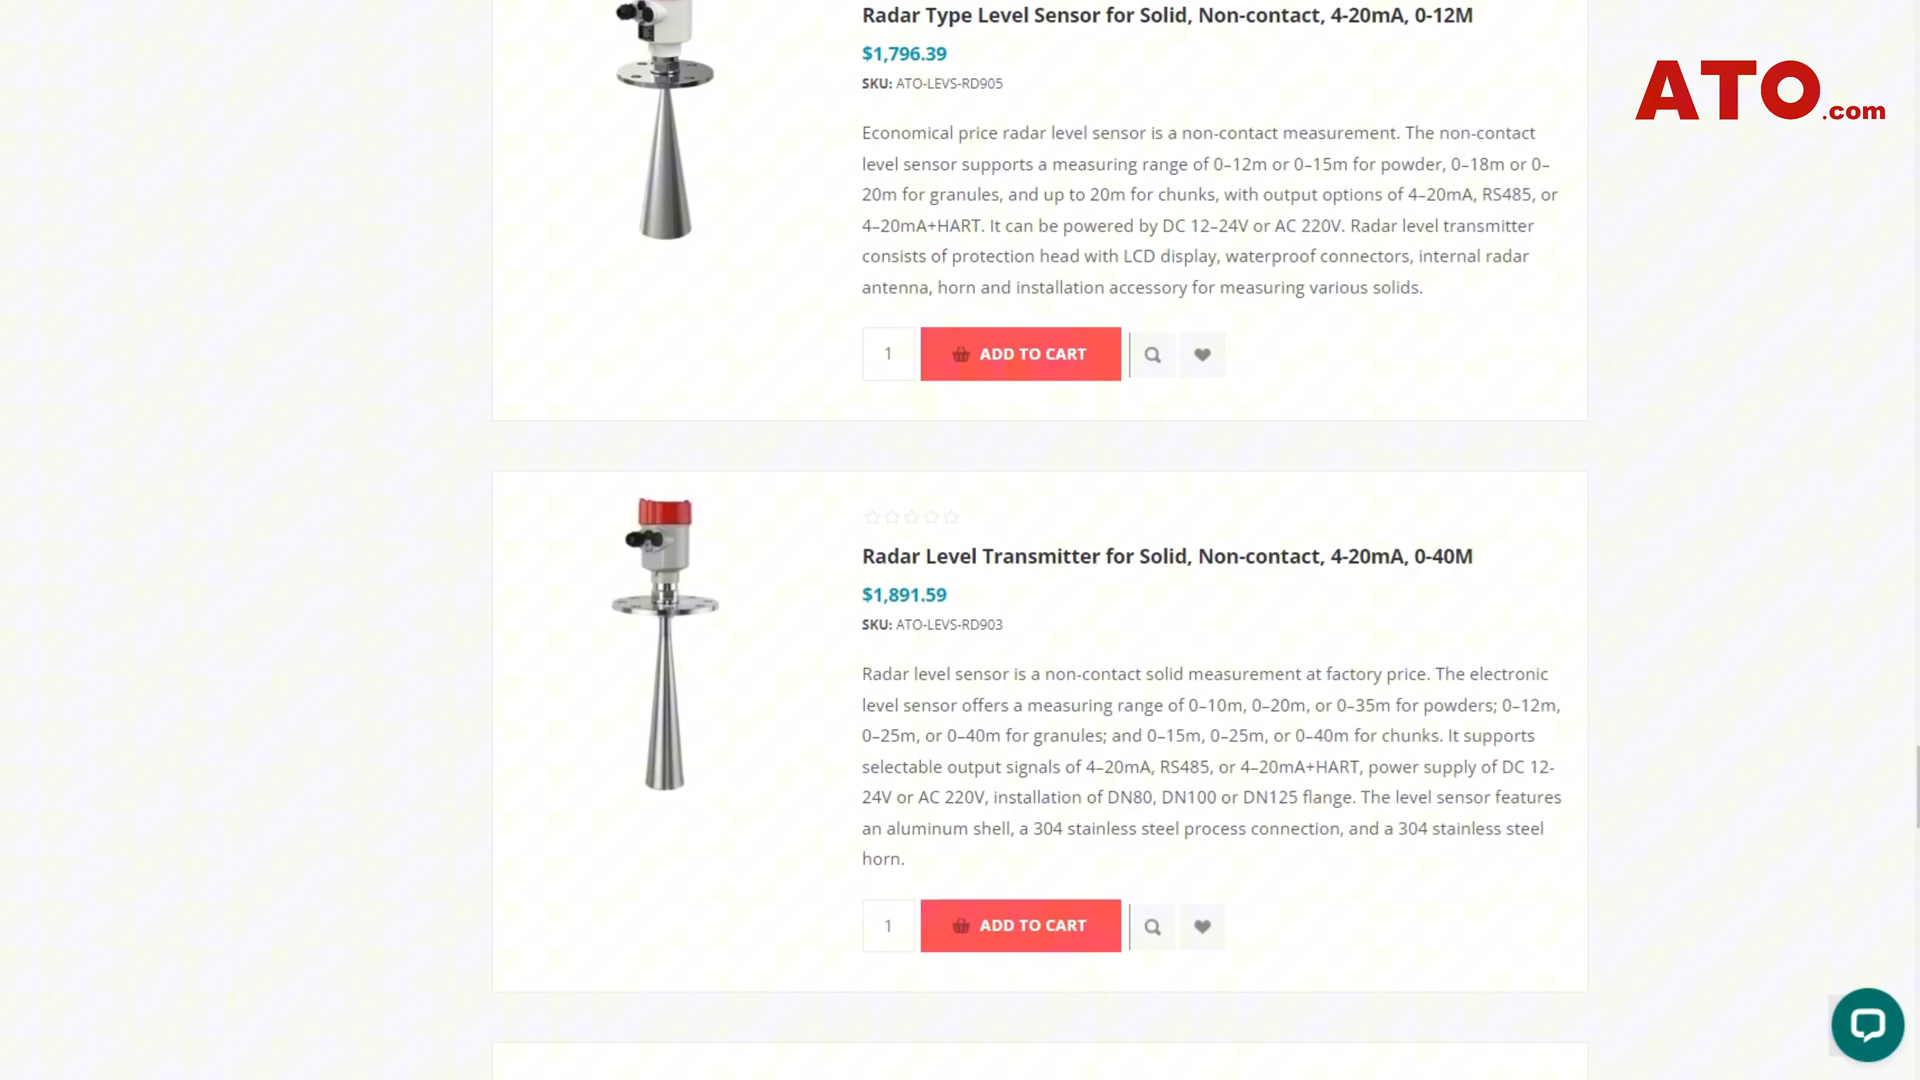 Radar Type Level Sensor for Solid, Non-contact, 4-20mA, 0-12M
$1,796.39
SKU: ATO-LEVS-RD905
ATO.com
Economical price radar level sensor is a non-contact measurement. The non-contact
level sensor supports a measuring range of 0–12m or 0–15m for powder, 0–18m or 0–
20m for granules, and up to 20m for chunks, with output options of 4–20mA, RS485, or
4–20mA+HART. It can be powered by DC 12–24V or AC 220V. Radar level transmitter
consists of protection head with LCD display, waterproof connectors, internal radar
antenna, horn and installation accessory for measuring various solids.
1
ADD TO CART
Radar Level Transmitter for Solid, Non-contact, 4-20mA, 0-40M
$1,891.59
SKU: ATO-LEVS-RD903
Radar level sensor is a non-contact solid measurement at factory price. The electronic
level sensor offers a measuring range of 0–10m, 0–20m, or 0–35m for powders; 0–12m,
0–25m, or 0–40m for granules; and 0–15m, 0–25m, or 0–40m for chunks. It supports
selectable output signals of 4–20mA, RS485, or 4–20mA+HART, power supply of DC 12-
24V or AC 220V, installation of DN80, DN100 or DN125 flange. The level sensor features
an aluminum shell, a 304 stainless steel process connection, and a 304 stainless steel
horn.
1
ADD TO CART